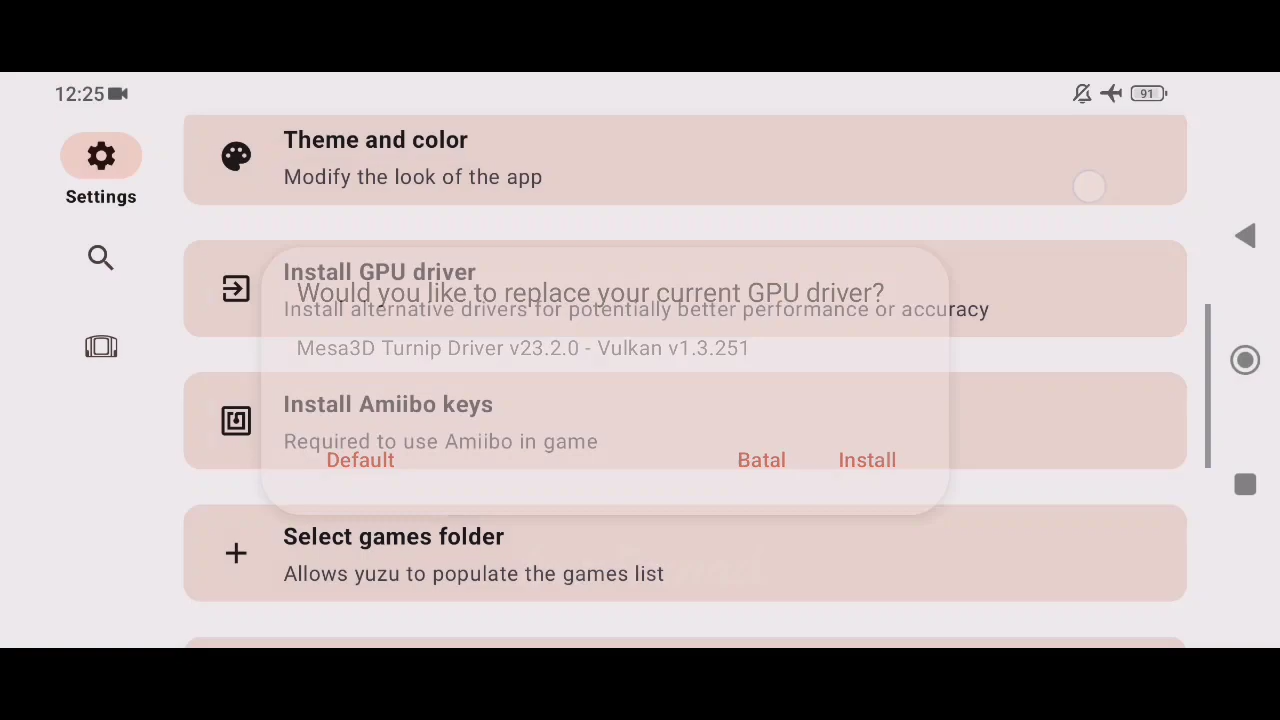 12:25
91
Settings
Theme and color
Modify the look of the app
Install GPU driver
Install alternative drivers for potentially better performance or accuracy
Would you like to replace your current GPU driver?
Mesa3D Turnip Driver v23.2.0 - Vulkan v1.3.251
Install Amiibo keys
Required to use Amiibo in game
Default
Batal
Install
Select games folder
Allows yuzu to populate the games list